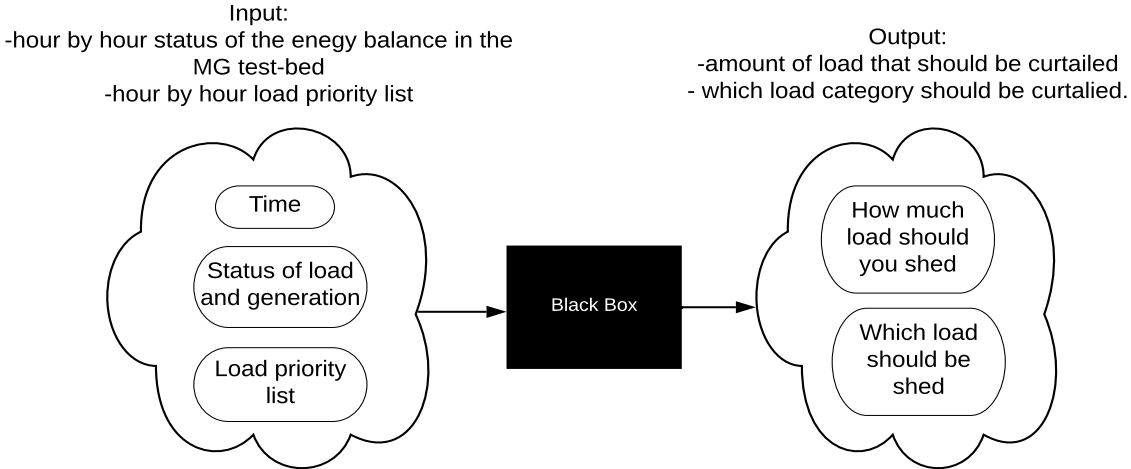 Input:
-hour by hour status of the enegy balance in the
MG test-bed
-hour by hour load priority list
Output:
-amount of load that should be curtailed
- which load category should be curtalied.
Time
Status of load
and generation
Load priority
list
Black Box
How much
load should
you shed
Which load
should be
shed